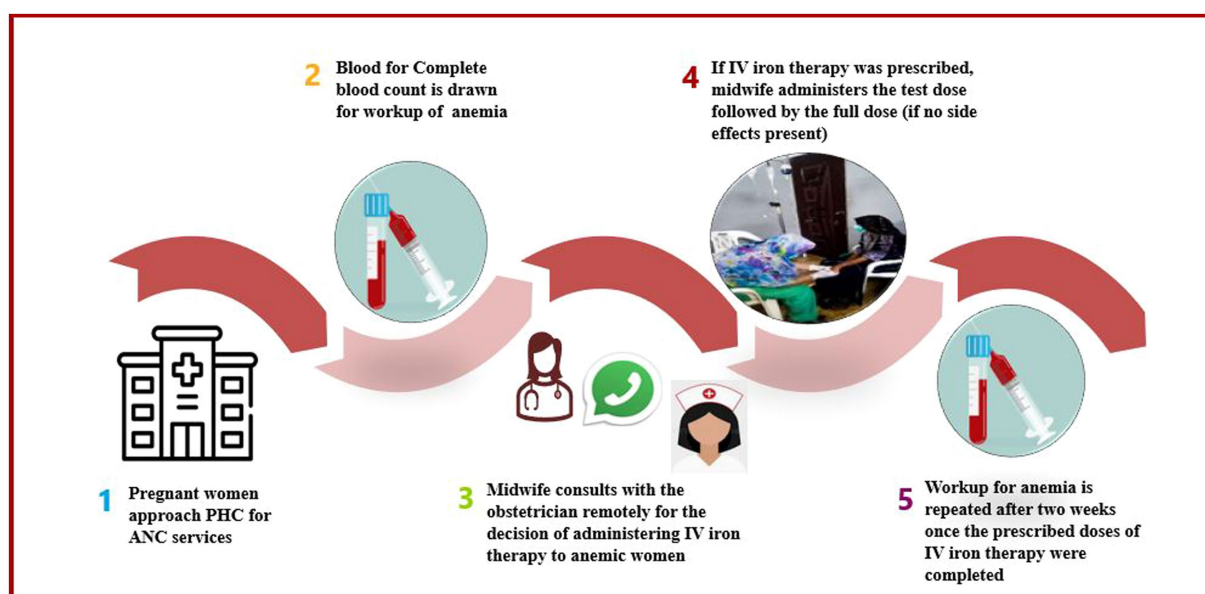 1
Pregnant women
approach PHC for
ANC services
2
Blood for Complete
blood count is drawn
for workup of anemia
3
Midwife consults with the
obstetrician remotely for the
decision of administering IV iron
therapy to anemic women
4
If IV iron therapy was prescribed,
midwife administers the test dose
followed by the full dose (if no side
effects present)
5
Workup for anemia is
repeated after two weeks
once the prescribed doses of
IV iron therapy were
completed